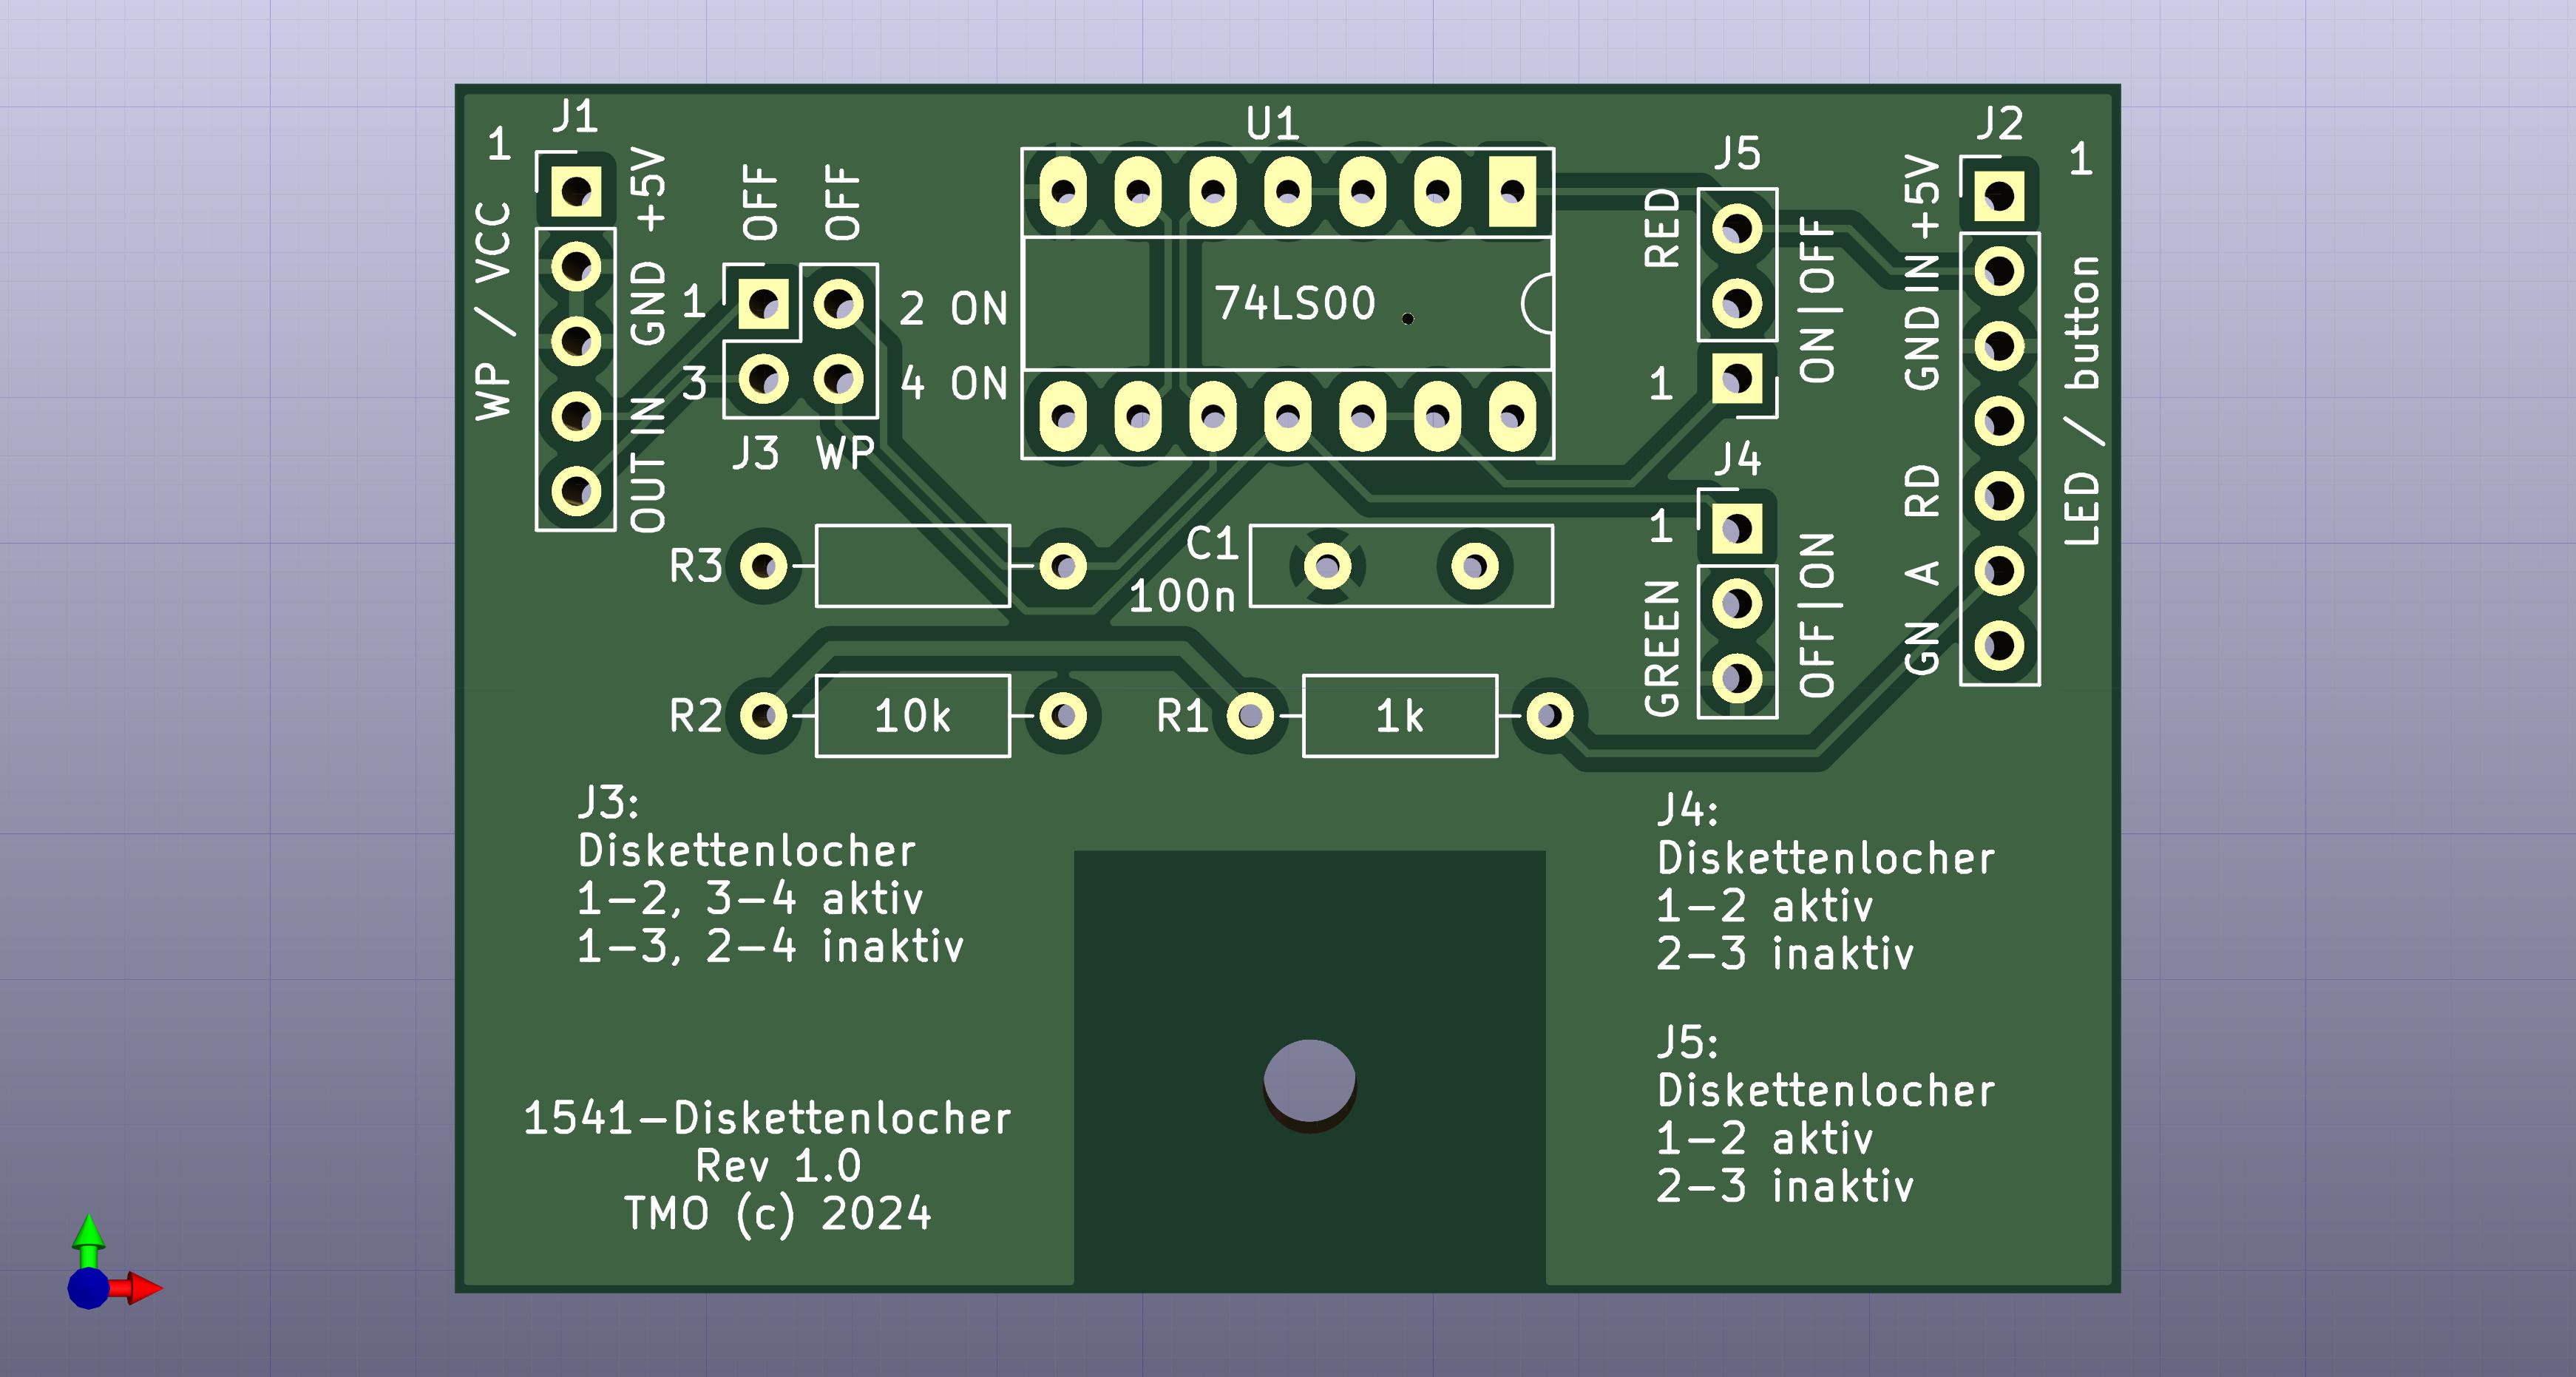 J1
1
WP / VCC
+5V
GND
IN
OUT
OFF
OFF
1
2 ON
3
4 ON
J3
WP
U1
74LS00
J5
RED
ON|OFF
1
J2
1
+5V
IN
GND
RD
A
GN
LED / button
J4
1
GREEN
OFF|ON
R3
C1
100n
R2
10k
R1
1k
J3:
Diskettenlocher
1-2, 3-4 aktiv
1-3, 2-4 inaktiv
J4:
Diskettenlocher
1-2 aktiv
2-3 inaktiv
J5:
Diskettenlocher
1-2 aktiv
2-3 inaktiv
1541-Diskettenlocher
Rev 1.0
TMO (c) 2024